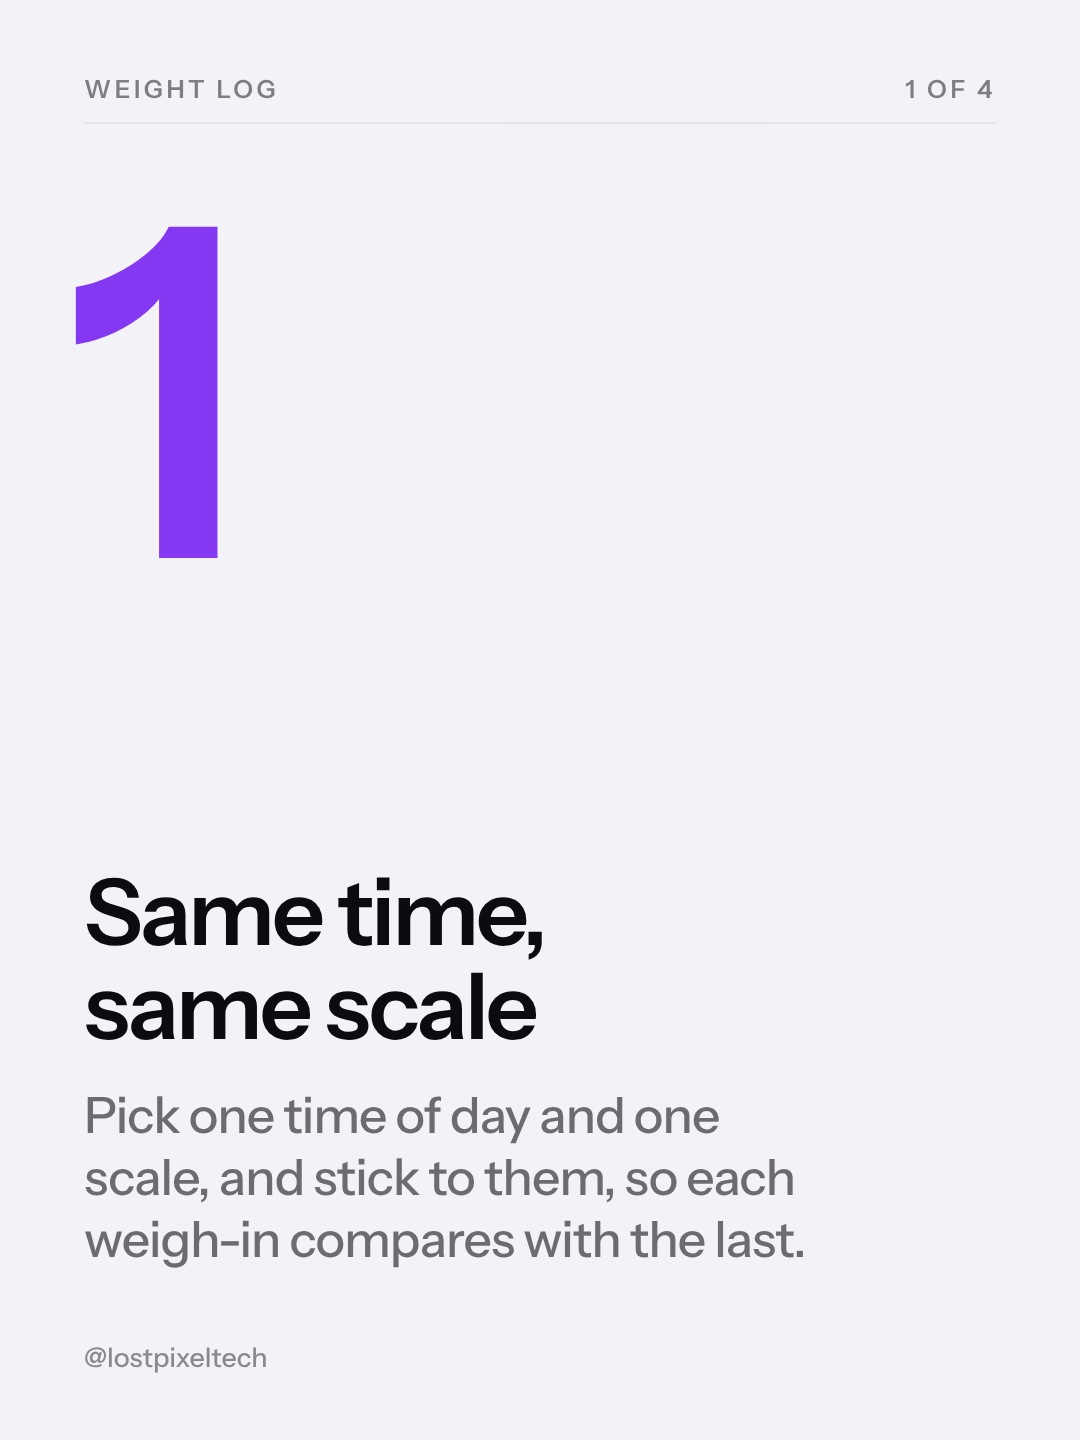 WEIGHT LOG
1 OF 4
1
Same time,
same scale
Pick one time of day and one
scale, and stick to them, so each
weigh-in compares with the last.
@lostpixeltech